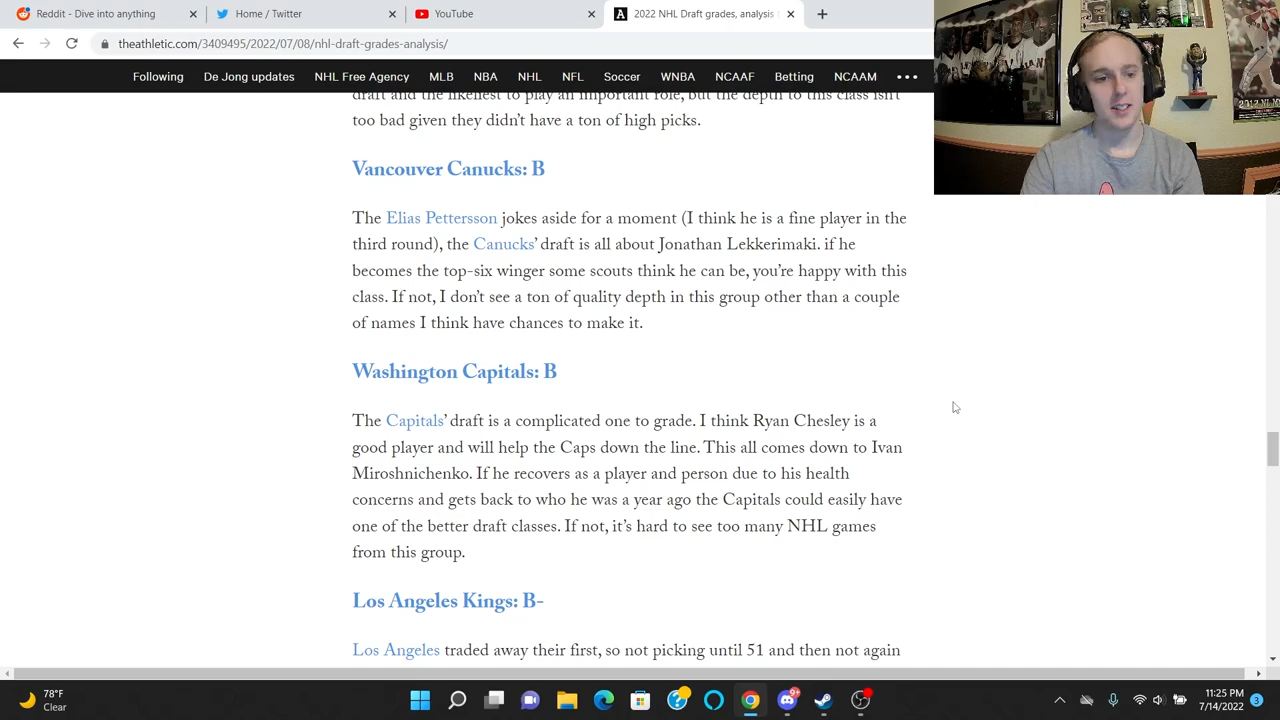 Reddit - Dive into anything
Home / Twitter
YouTube
2022 NHL Draft grades, analysis
theathletic.com/3409495/2022/07/08/nhl-draft-grades-analysis/
Following De Jong updates NHL Free Agency MLB NBA NHL NFL Soccer WNBA NCAAF Betting NCAAM
draft and the likeliest to play an important role, but the depth to this class isn't
too bad given they didn't have a ton of high picks.
Vancouver Canucks: B
The Elias Pettersson jokes aside for a moment (I think he is a fine player in the
third round), the Canucks' draft is all about Jonathan Lekkerimaki. if he
becomes the top-six winger some scouts think he can be, you're happy with this
class. If not, I don't see a ton of quality depth in this group other than a couple
of names I think have chances to make it.
Washington Capitals: B
The Capitals' draft is a complicated one to grade. I think Ryan Chesley is a
good player and will help the Caps down the line. This all comes down to Ivan
Miroshnichenko. If he recovers as a player and person due to his health
concerns and gets back to who he was a year ago the Capitals could easily have
one of the better draft classes. If not, it's hard to see too many NHL games
from this group.
Los Angeles Kings: B-
Los Angeles traded away their first, so not picking until 51 and then not again
78°F
Clear
11:25 PM
7/14/2022
3